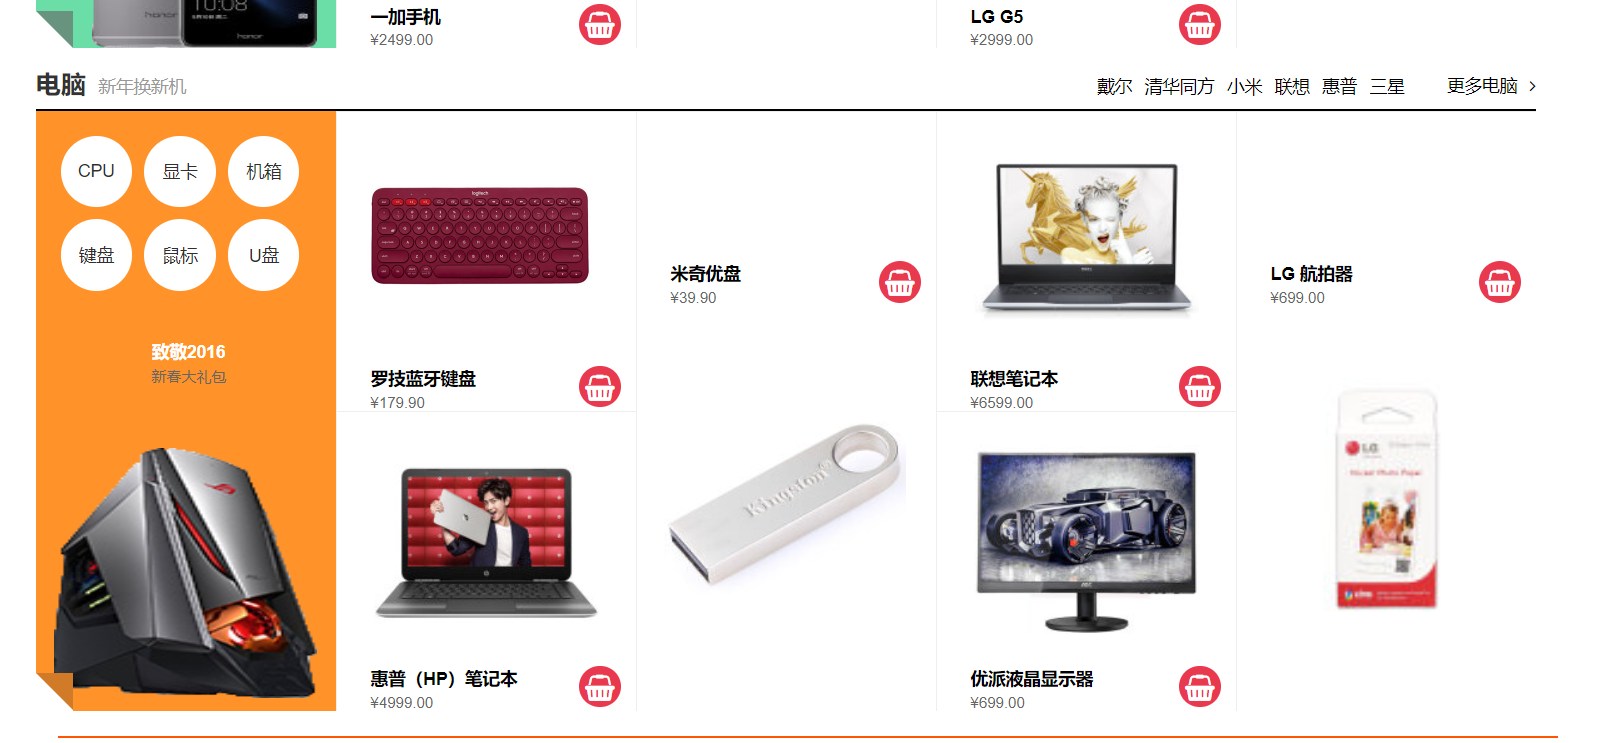 honor
honor
一加手机
¥2499.00
LG G5
¥2999.00
电脑 新年换新机
戴尔 清华同方 小米 联想 惠普 三星 更多电脑 >
CPU 显卡 机箱
键盘 鼠标 U盘
致敬2016
新春大礼包
logitech
罗技蓝牙键盘
¥179.90
米奇优盘
¥39.90
Kingston
联想笔记本
¥6599.00
LG 航拍器
¥699.00
LG
惠普（HP）笔记本
¥4999.00
AOC
优派液晶显示器
¥699.00